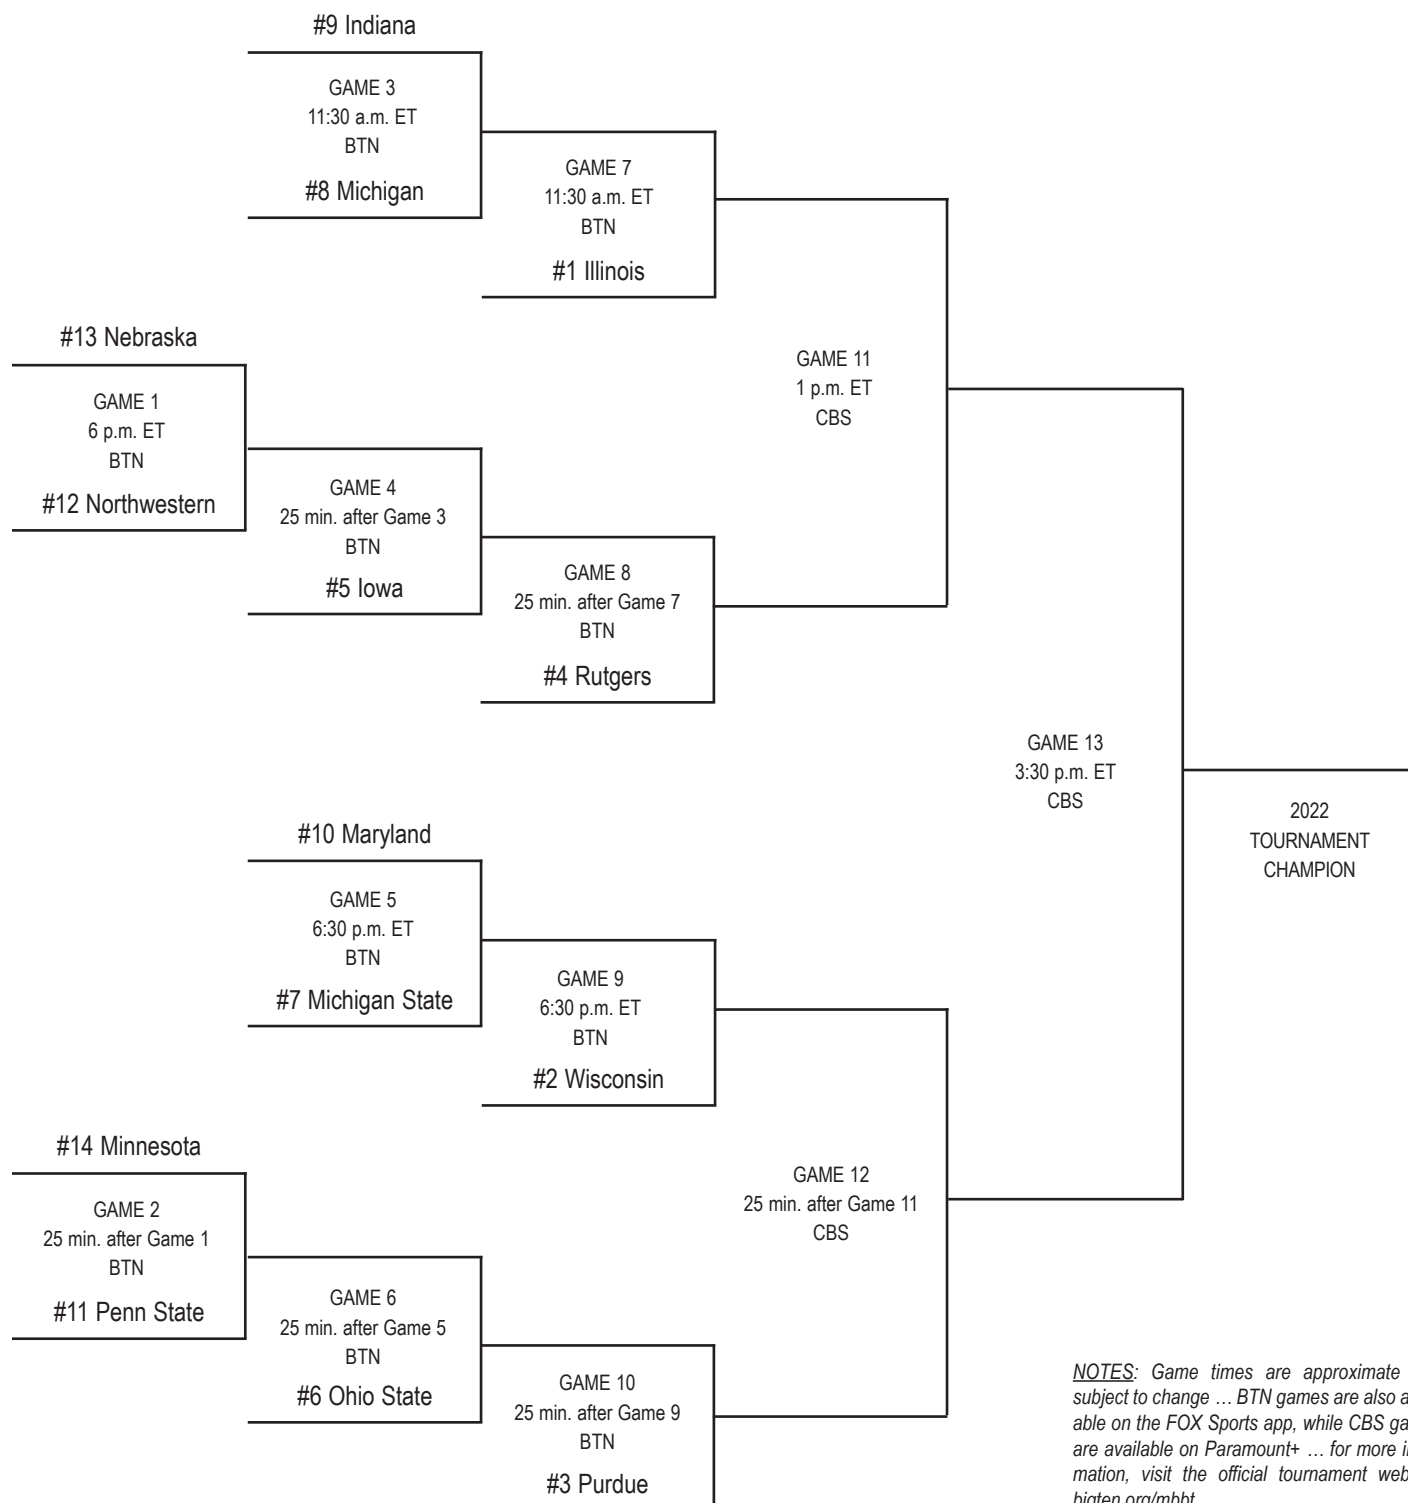 #9 Indiana
GAME 3
11:30 a.m. ET
BTN
#8 Michigan
GAME 7
11:30 a.m. ET
BTN
#1 Illinois
#13 Nebraska
GAME 1
6 p.m. ET
BTN
#12 Northwestern
GAME 4
25 min. after Game 3
BTN
#5 Iowa
GAME 8
25 min. after Game 7
BTN
#4 Rutgers
GAME 11
1 p.m. ET
CBS
GAME 13
3:30 p.m. ET
CBS
2022
TOURNAMENT
CHAMPION
#10 Maryland
GAME 5
6:30 p.m. ET
BTN
#7 Michigan State
GAME 9
6:30 p.m. ET
BTN
#2 Wisconsin
#14 Minnesota
GAME 2
25 min. after Game 1
BTN
#11 Penn State
GAME 6
25 min. after Game 5
BTN
#6 Ohio State
GAME 10
25 min. after Game 9
BTN
#3 Purdue
GAME 12
25 min. after Game 11
CBS
NOTES: Game times are approximate
subject to change … BTN games are also
able on the FOX Sports app, while CBS
are available on Paramount+ … for more
mation, visit the official tournament
bigten.org/mbbt